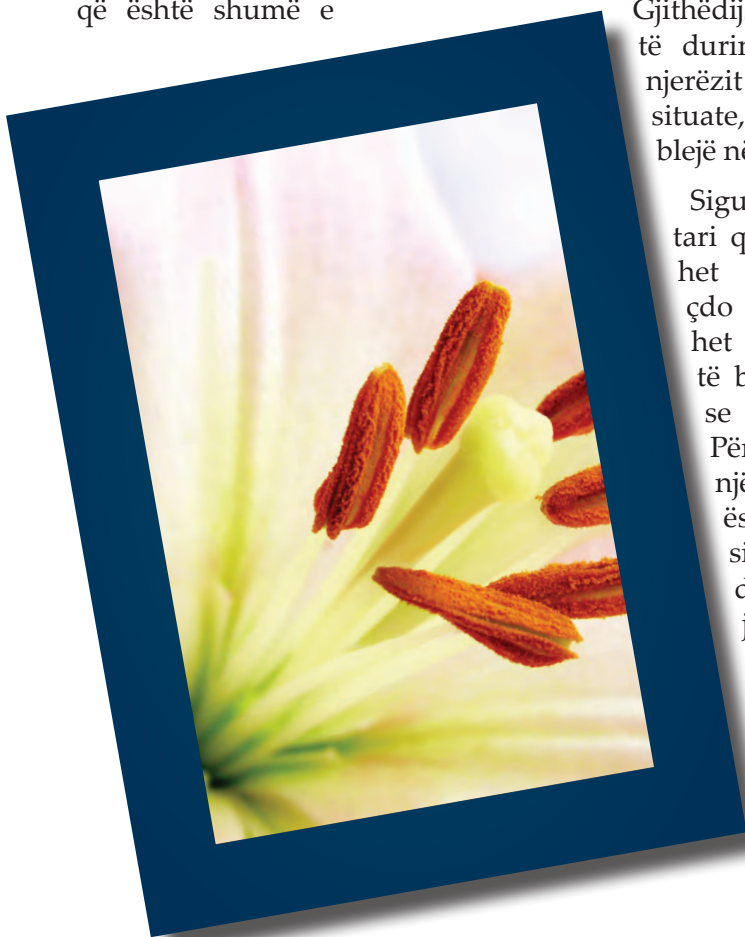 që është shumë e
Gjithëdij
të durin
njerëzit
situate,
blejë në
Sigu
tari q
het
çdo
het
të b
se
Për
një
ës
si
d
j